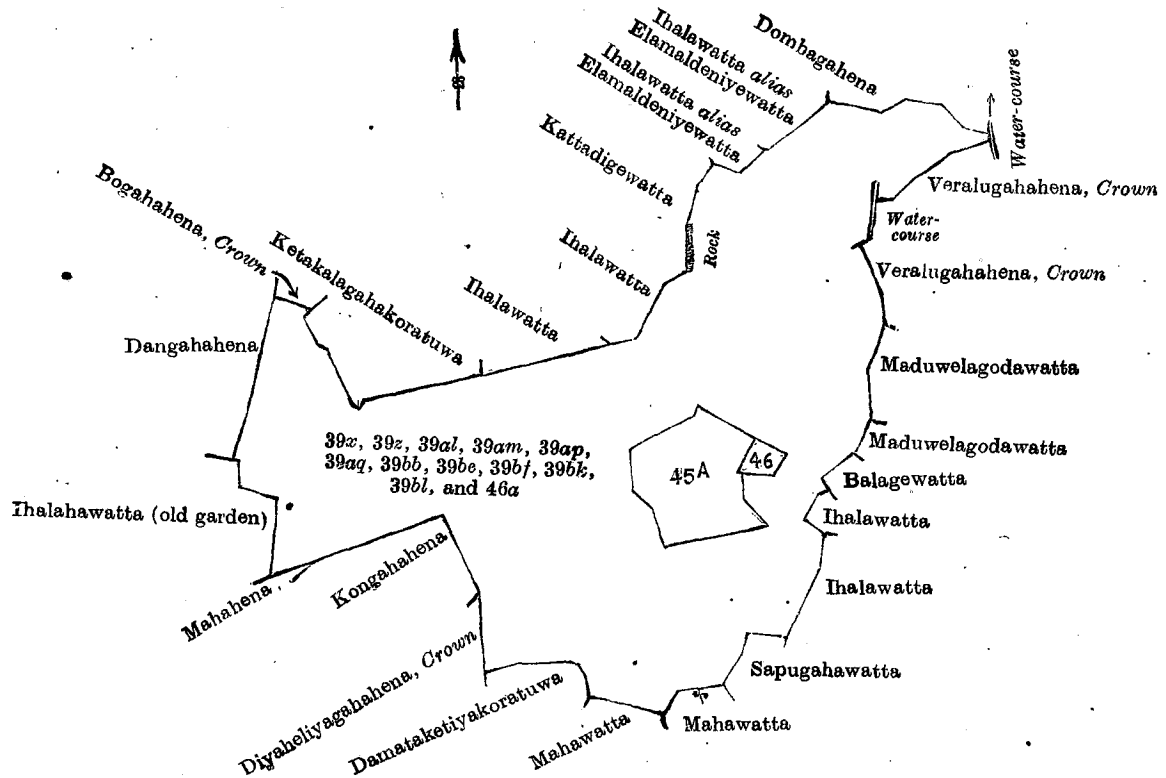 Dombagahena
Ihalawatta alias
Elamaldeniyewatta
Ihalawatta alias
Elamaldeniyewatta
Kattadigewatta
Water-course
Bogahahena, Crown
Veralugahahena, Crown
Water-
course
Rock
Ketakalagahakoratuwa
Ihalawatta
Ihalawatta
Veralugahahena, Crown
Dangahahena
Maduwelagodawatta
39x, 39z, 39al, 39am, 39ap,
39aq, 39bb, 39be, 39bf, 39bk,
39bl, and 46a
45A
46
Maduwelagodawatta
Balagewatta
Ihalahawatta (old garden)
Ihalawatta
Kongahahena
Mahahena
Ihalawatta
Diyaheliyagahahena, Crown
Damataketiyakoratuwa
Sapugahawatta
Mahawatta
Mahawatta